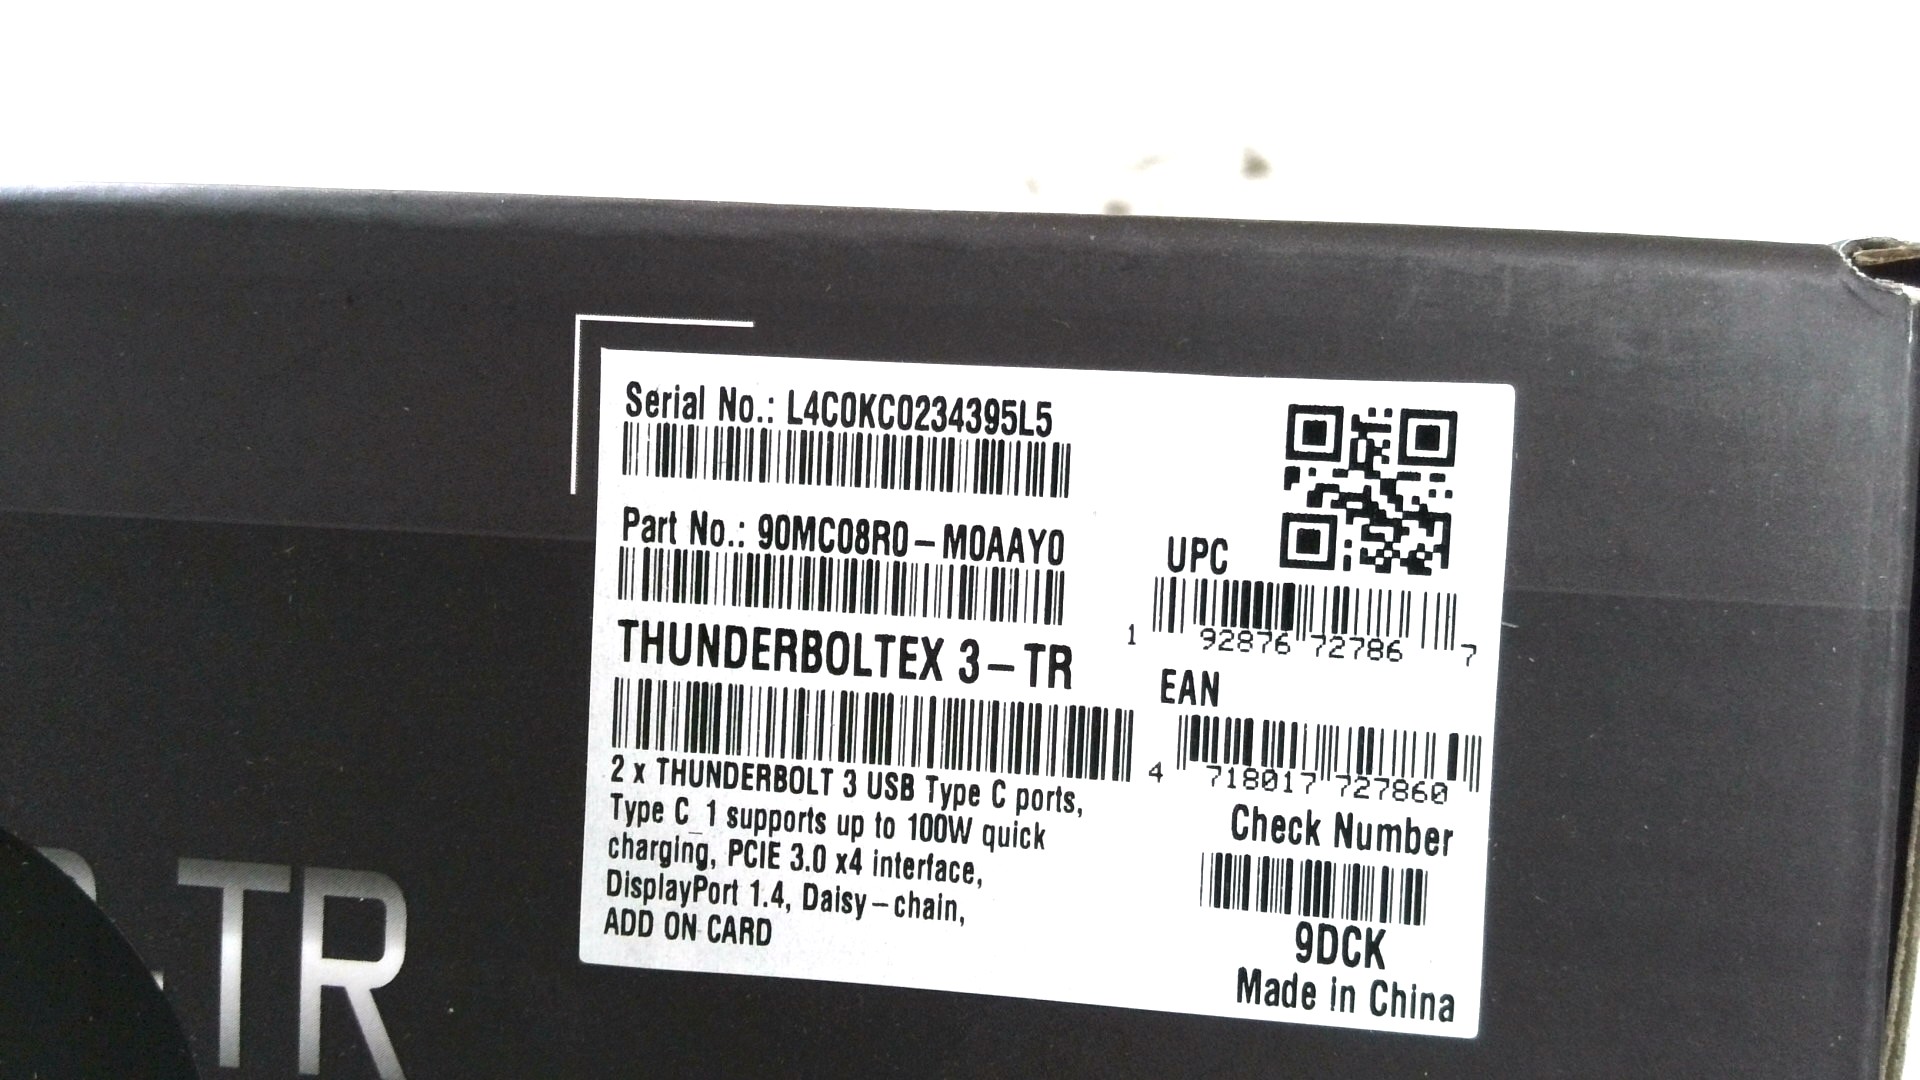 Serial No.: L4C0KC0234395L5
Part No.: 90MC08R0-M0AAY0
THUNDERBOLTEX 3-TR
2 x THUNDERBOLT 3 USB Type C ports,
Type C_1 supports up to 100W quick
charging, PCIE 3.0 x4 interface,
DisplayPort 1.4, Daisy-chain,
ADD ON CARD
UPC
1 92876 72786 7
EAN
4 718017 727860
Check Number
9DCK
Made in China
-TR